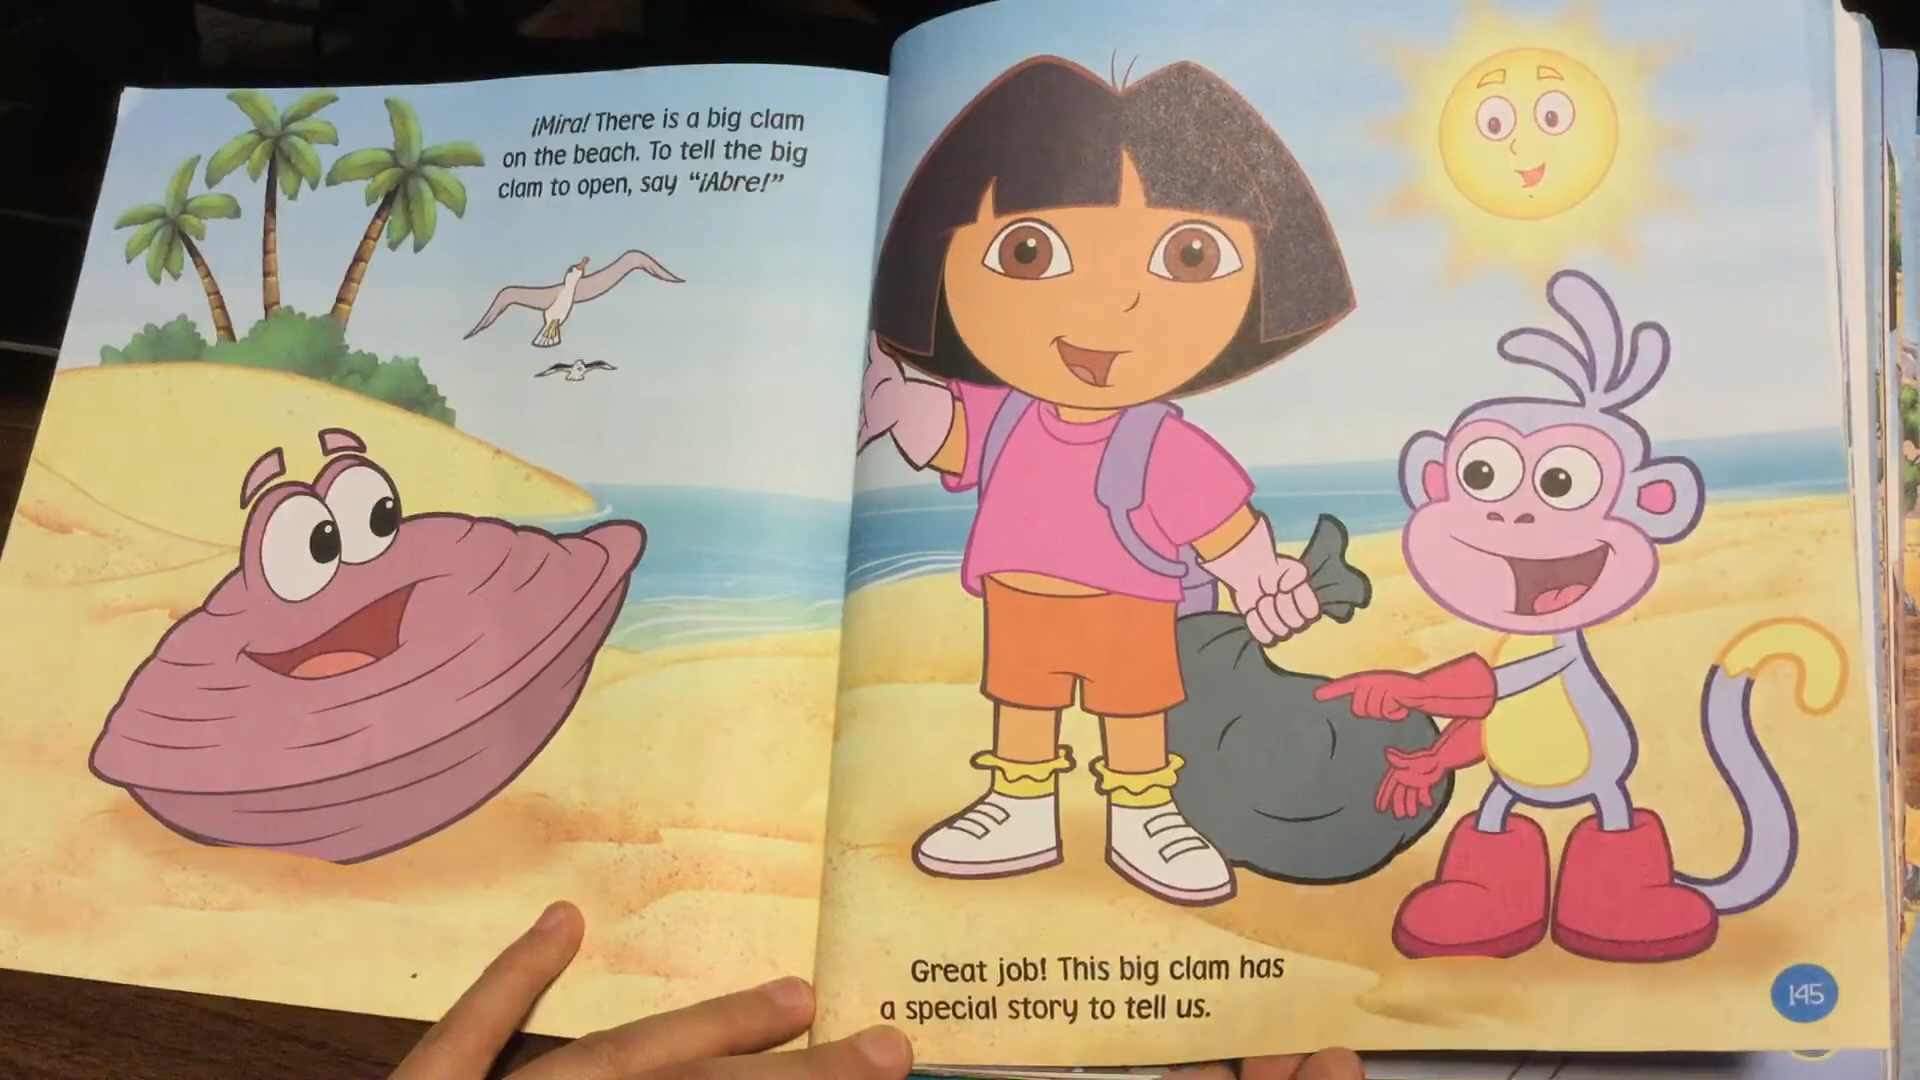 ¡Mira! There is a big clam
on the beach. To tell the big
clam to open, say “¡Abre!”
Great job! This big clam has
a special story to tell us.
145